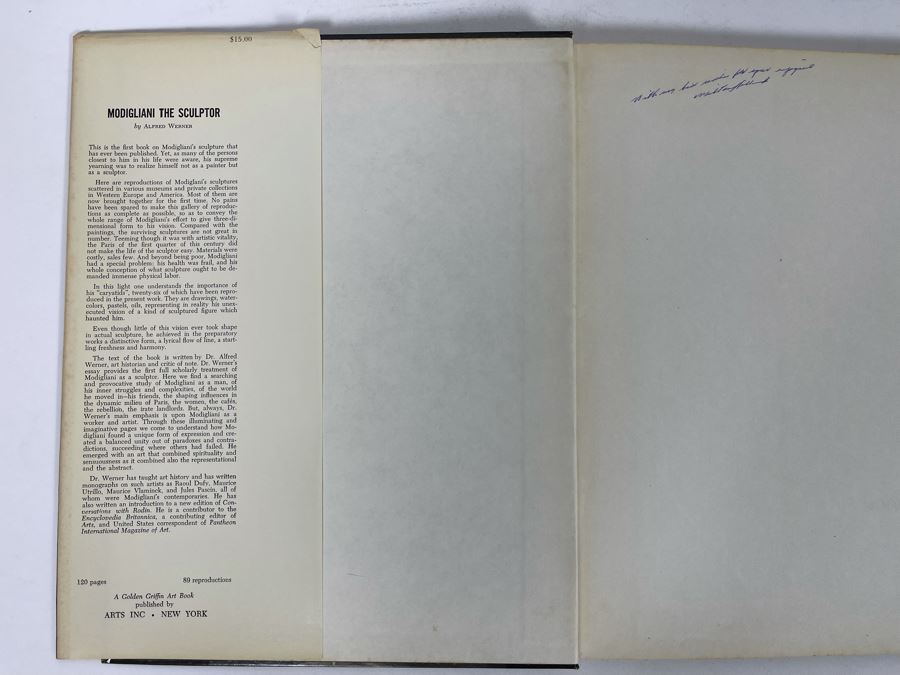 $15.00
MODIGLIANI THE SCULPTOR
by ALFRED WERNER
This is the first book on Modigliani's sculpture that
has ever been published. Yet, as many of the persons
closest to him in his life were aware, his supreme
yearning was to realize himself not as a painter but
as a sculptor.
Here are reproductions of Modigliani's sculptures
scattered in various museums and private collections
in Western Europe and America. Most of them are
now brought together for the first time. No pains
have been spared to make this gallery of reproduc-
tions as complete as possible, so as to convey the
whole range of Modigliani's effort to give three-di-
mensional form to his vision. Compared with the
paintings, the surviving sculptures are not great in
number. Teeming though it was with artistic vitality,
the Paris of the first quarter of this century did
not make the life of the sculptor easy. Materials were
costly, sales few. And beyond being poor, Modigliani
had a special problem: his health was frail, and his
whole conception of what sculpture ought to be de-
manded immense physical labor.
In this light one understands the importance of
his "caryatids", twenty-six of which have been repro-
duced in the present work. They are drawings, water-
colors, pastels, oils, representing in reality his unex-
ecuted vision of a kind of sculptured figure which
haunted him.
Even though little of this vision ever took shape
in actual sculpture, he achieved in the preparatory
works a distinctive form, a lyrical flow of line, a start-
ling freshness and harmony.
The text of the book is written by Dr. Alfred
Werner, art historian and critic of note. Dr. Werner's
essay provides the first full scholarly treatment of
Modigliani as a sculptor. Here we find a searching
and provocative study of Modigliani as a man, of
his inner struggles and complexities, of the world
he moved in—his friends, the shaping influences in
the dynamic milieu of Paris, the women, the cafés,
the rebellion, the irate landlords. But, always, Dr.
Werner's main emphasis is upon Modigliani as a
worker and artist. Through these illuminating and
imaginative pages we come to understand how Mo-
digliani found a unique form of expression and cre-
ated a balanced unity out of paradoxes and contra-
dictions, succeeding where others had failed. He
emerged with an art that combined spirituality and
sensuousness as it combined also the representational
and the abstract.
Dr. Werner has taught art history and has written
monographs on such artists as Raoul Dufy, Maurice
Utrillo, Maurice Vlaminck, and Jules Pascin, all of
whom were Modigliani's contemporaries. He has
also written an introduction to a new edition of Con-
versations with Rodin. He is a contributor to the
Encyclopedia Britannica, a contributing editor of
Arts, and United States correspondent of Pantheon
International Magazine of Art.
120 pages 89 reproductions
A Golden Griffin Art Book
published by
ARTS INC • NEW YORK
With my best wishes for your